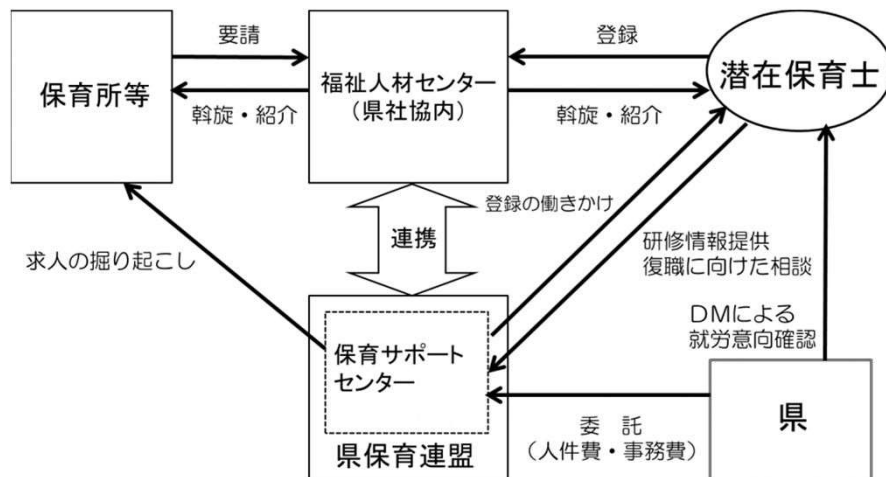 要請
登録
保育所等
福祉人材センター
（県社協内）
潜在保育士
斡旋・紹介
斡旋・紹介
登録の働きかけ
連携
求人の掘り起こし
研修情報提供
復職に向けた相談
DMによる
就労意向確認
保育サポート
センター
県
委　託
（人件費・事務費）
県保育連盟